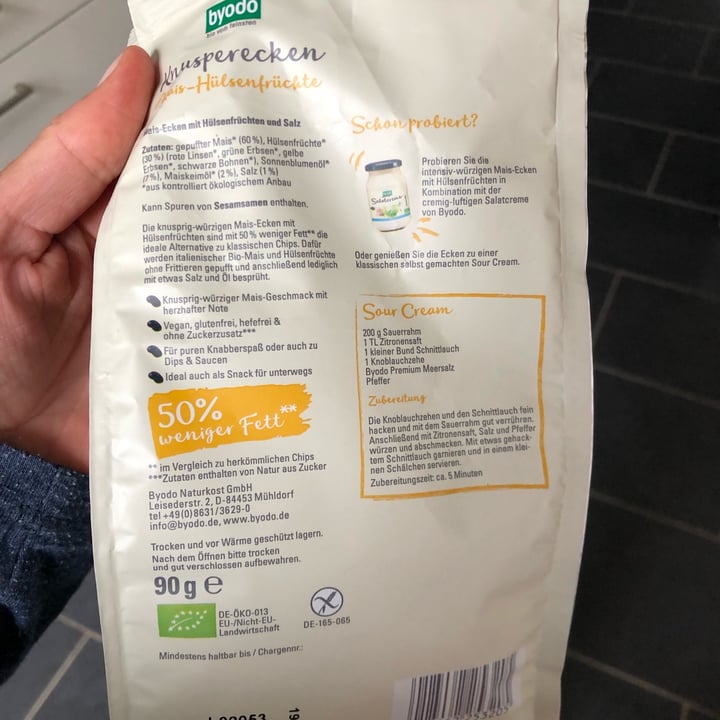 byodo
bio vom feinsten
Knusperecken
Mais-Hülsenfrüchte
Mais-Ecken mit Hülsenfrüchten und Salz
Zutaten: gepuffter Mais* (60 %), Hülsenfrüchte*
(30 %) (rote Linsen*, grüne Erbsen*, gelbe
Erbsen*, schwarze Bohnen*), Sonnenblumenöl*
(7 %), Maiskeimöl* (2 %), Salz (1 %)
*aus kontrolliert ökologischem Anbau
Kann Spuren von Sesamsamen enthalten.
Die knusprig-würzigen Mais-Ecken mit
Hülsenfrüchten sind mit 50 % weniger Fett** die
ideale Alternative zu klassischen Chips. Dafür
werden italienischer Bio-Mais und Hülsenfrüchte
ohne Frittieren gepufft und anschließend lediglich
mit etwas Salz und Öl besprüht.
Knusprig-würziger Mais-Geschmack mit
herzhafter Note
Vegan, glutenfrei, hefefrei &
ohne Zuckerzusatz***
Für puren Knabberspaß oder auch zu
Dips & Saucen
Ideal auch als Snack für unterwegs
50%
weniger Fett**
** im Vergleich zu herkömmlichen Chips
***Zutaten enthalten von Natur aus Zucker
Byodo Naturkost GmbH
Leisederstr. 2, D-84453 Mühldorf
tel +49(0)8631/3629-0
info@byodo.de, www.byodo.de
Trocken und vor Wärme geschützt lagern.
Nach dem Öffnen bitte trocken
und gut verschlossen aufbewahren.
90 g e
DE-ÖKO-013
EU-/Nicht-EU-
Landwirtschaft
DE-165-065
Mindestens haltbar bis / Chargennr.:
Schon probiert?
Salatcreme
Probieren Sie die
intensiv-würzigen Mais-Ecken
mit Hülsenfrüchten in
Kombination mit der
cremig-luftigen Salatcreme
von Byodo.
Oder genießen Sie die Ecken zu einer
klassischen selbst gemachten Sour Cream.
Sour Cream
200 g Sauerrahm
1 TL Zitronensaft
1 kleiner Bund Schnittlauch
1 Knoblauchzehe
Byodo Premium Meersalz
Pfeffer
Zubereitung
Die Knoblauchzehen und den Schnittlauch fein
hacken und mit dem Sauerrahm gut verrühren.
Anschließend mit Zitronensaft, Salz und Pfeffer
würzen und abschmecken. Mit etwas gehack-
tem Schnittlauch garnieren und in einem klei-
nen Schälchen servieren.
Zubereitungszeit: ca. 5 Minuten